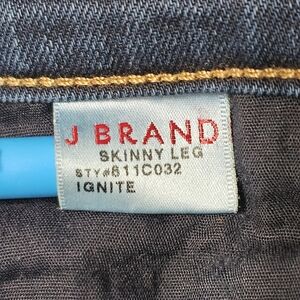 J BRAND
SKINNY LEG
STY#811C032
IGNITE